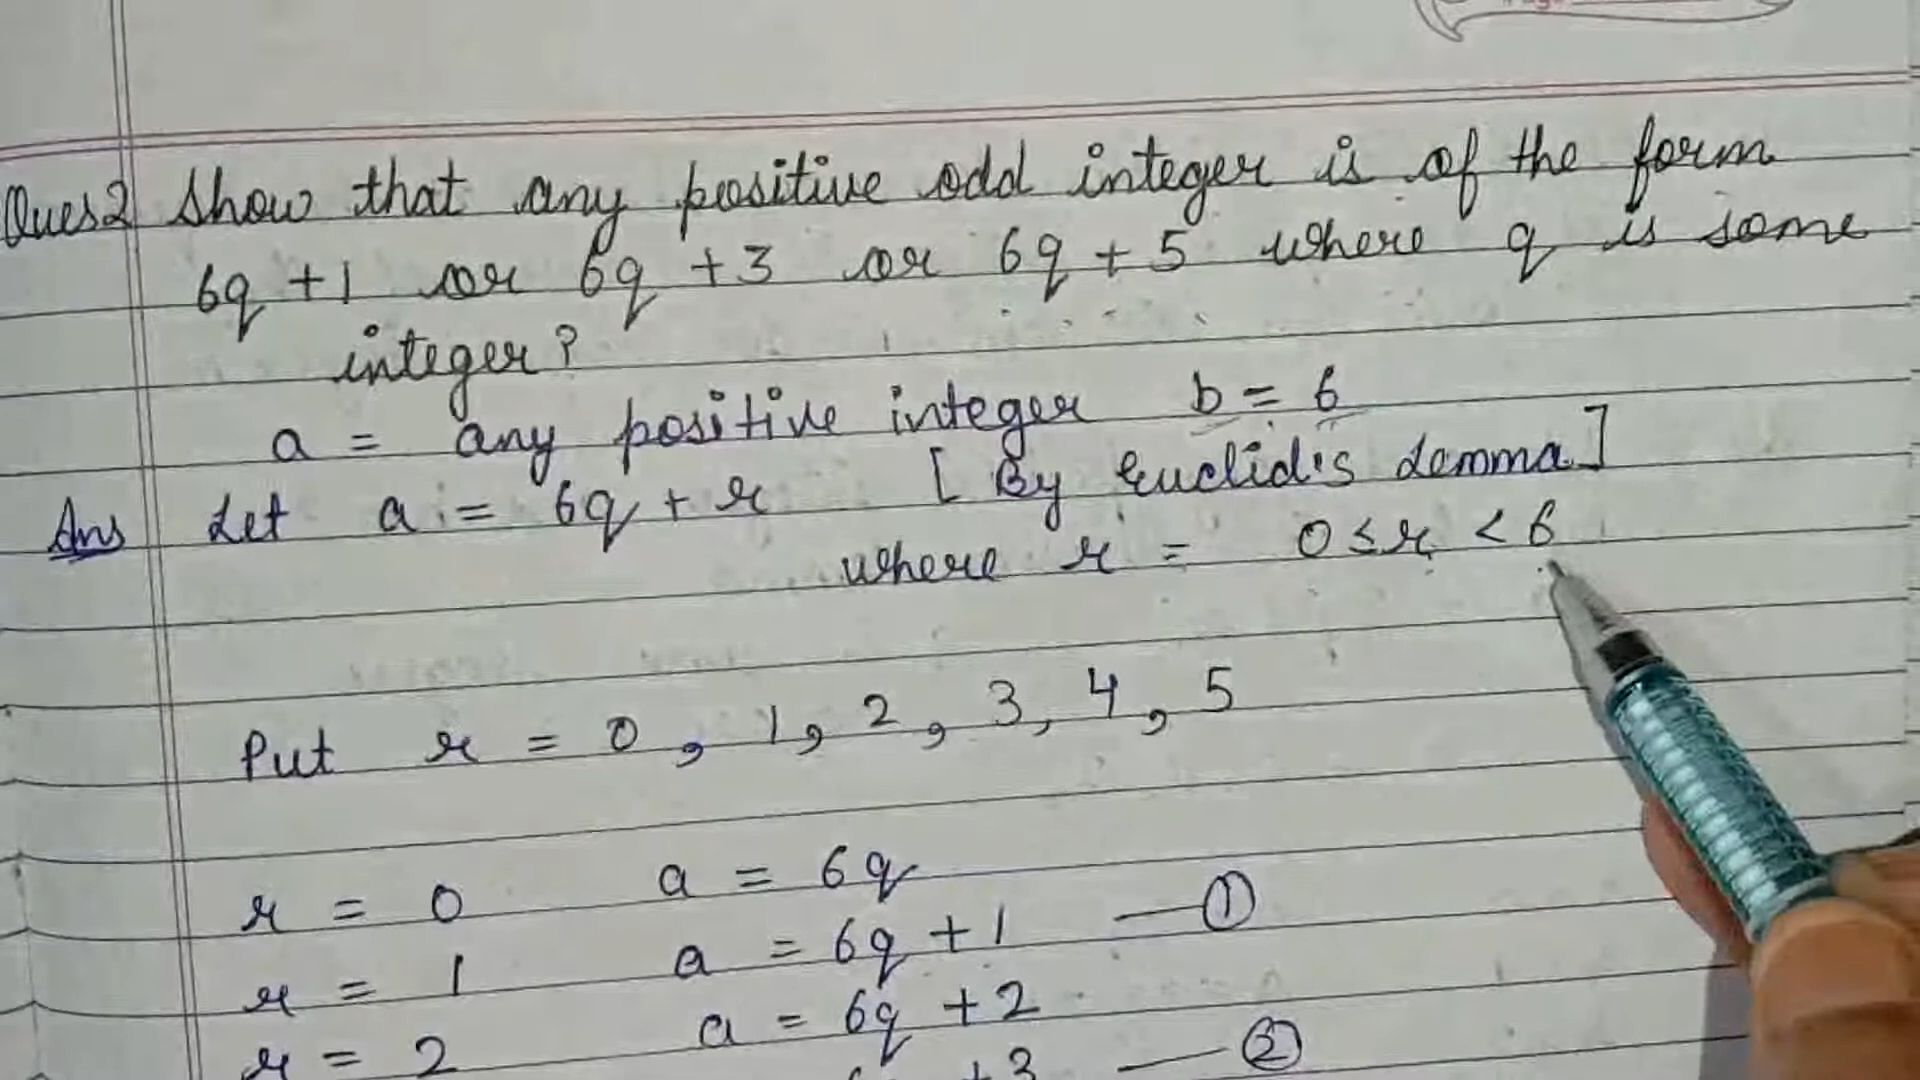 Ques2 Show that any positive odd integer is of the form
6q + 1 or 6q + 3 or 6q + 5 where q is some
integer?
a = any positive integer b = 6
Ans Let a = 6q + r [ By Euclid's Lemma ]
where r = 0 ≤ r < 6
Put r = 0, 1, 2, 3, 4, 5
r = 0 a = 6q
r = 1 a = 6q + 1 — ①
r = 2 a = 6q + 2
+ 3 — ②